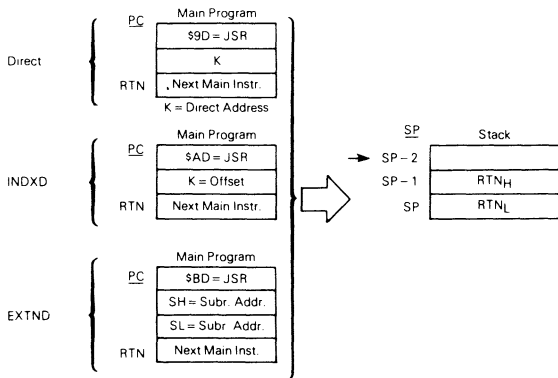 Main Program
PC
$9D = JSR
Direct
K
RTN
Next Main Instr.
K = Direct Address
Main Program
PC
$AD = JSR
INDXD
K = Offset
RTN
Next Main Instr.
Main Program
PC
$BD = JSR
EXTND
SH = Subr. Addr.
SL = Subr Addr.
RTN
Next Main Inst.
SP
Stack
SP – 2
SP – 1
RTNH
SP
RTNL